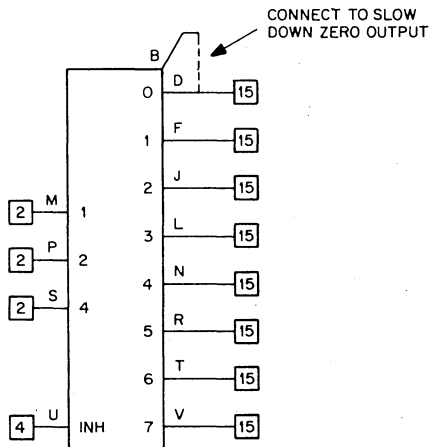 CONNECT TO SLOW
DOWN ZERO OUTPUT
B
0 D 15
1 F 15
2 J 15
2 M 1
3 L 15
2 P 2
4 N 15
2 S 4
5 R 15
6 T 15
4 U INH 7 V 15